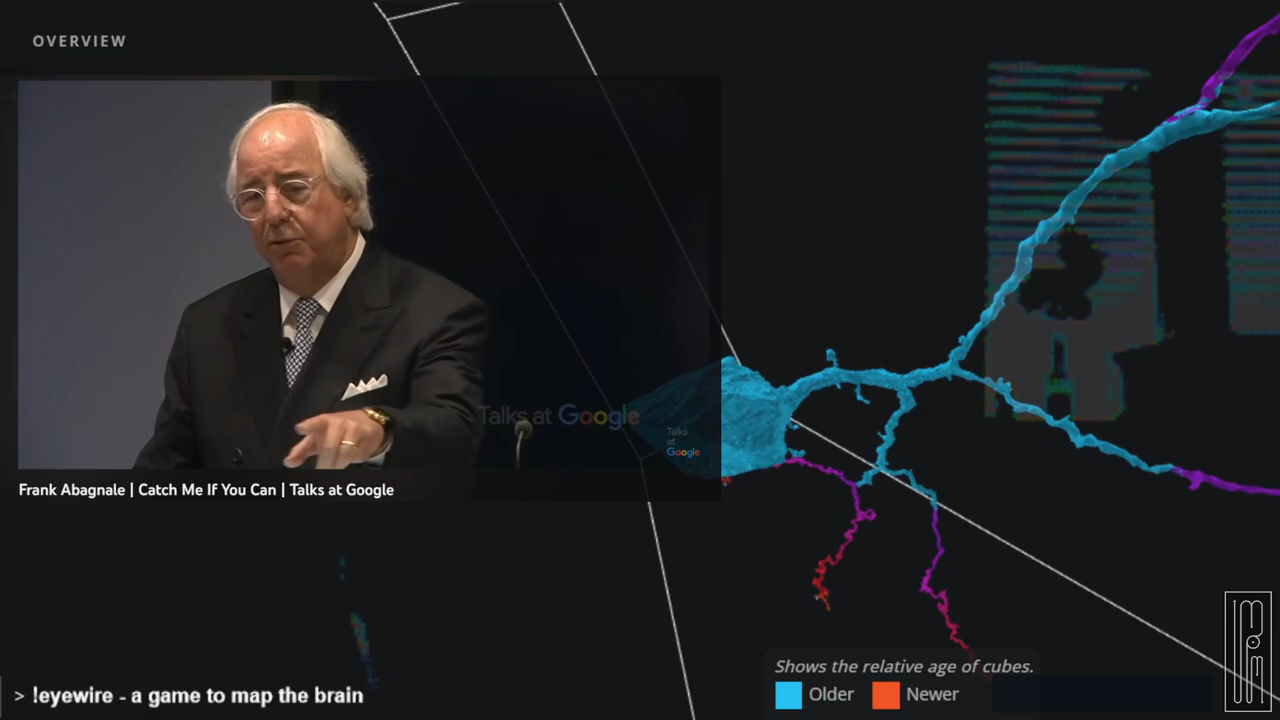 OVERVIEW
Talks at Google
Talks
at
Google
Frank Abagnale | Catch Me If You Can | Talks at Google
Shows the relative age of cubes.
Older
Newer
> !eyewire - a game to map the brain